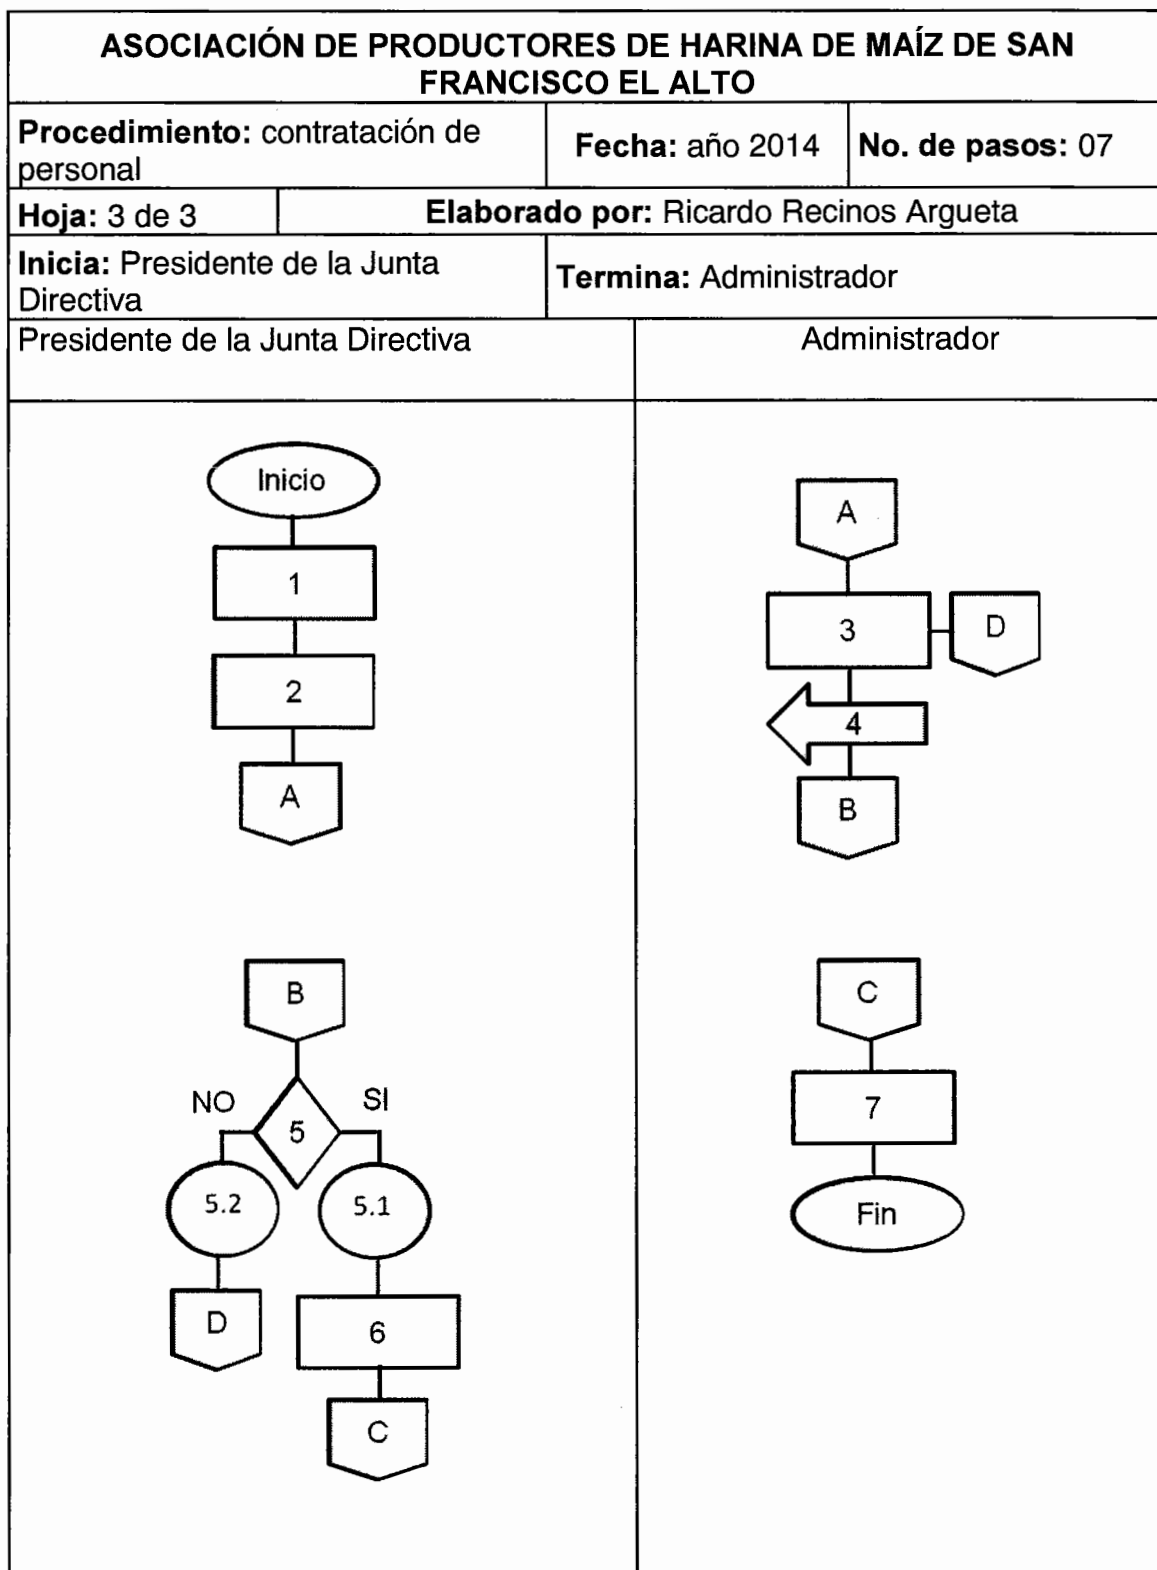 ASOCIACIÓN DE PRODUCTORES DE HARINA DE MAÍZ DE SAN
FRANCISCO EL ALTO
Procedimiento: contratación de
personal
Fecha: año 2014
No. de pasos: 07
Hoja: 3 de 3
Elaborado por: Ricardo Recinos Argueta
Inicia: Presidente de la Junta
Directiva
Termina: Administrador
Presidente de la Junta Directiva
Administrador
Inicio
1
2
A
B
NO
SI
5
5.2
5.1
D
6
C
A
3
D
4
B
C
7
Fin